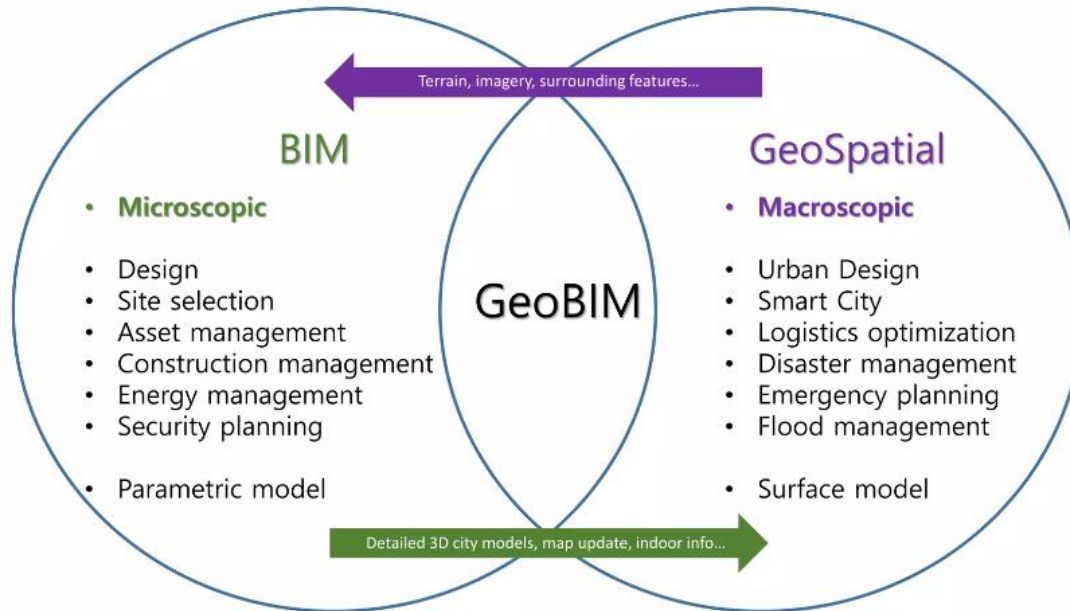 Terrain, imagery, surrounding features…
BIM
• Microscopic
• Design
• Site selection
• Asset management
• Construction management
• Energy management
• Security planning
• Parametric model
GeoBIM
GeoSpatial
• Macroscopic
• Urban Design
• Smart City
• Logistics optimization
• Disaster management
• Emergency planning
• Flood management
• Surface model
Detailed 3D city models, map update, indoor info…